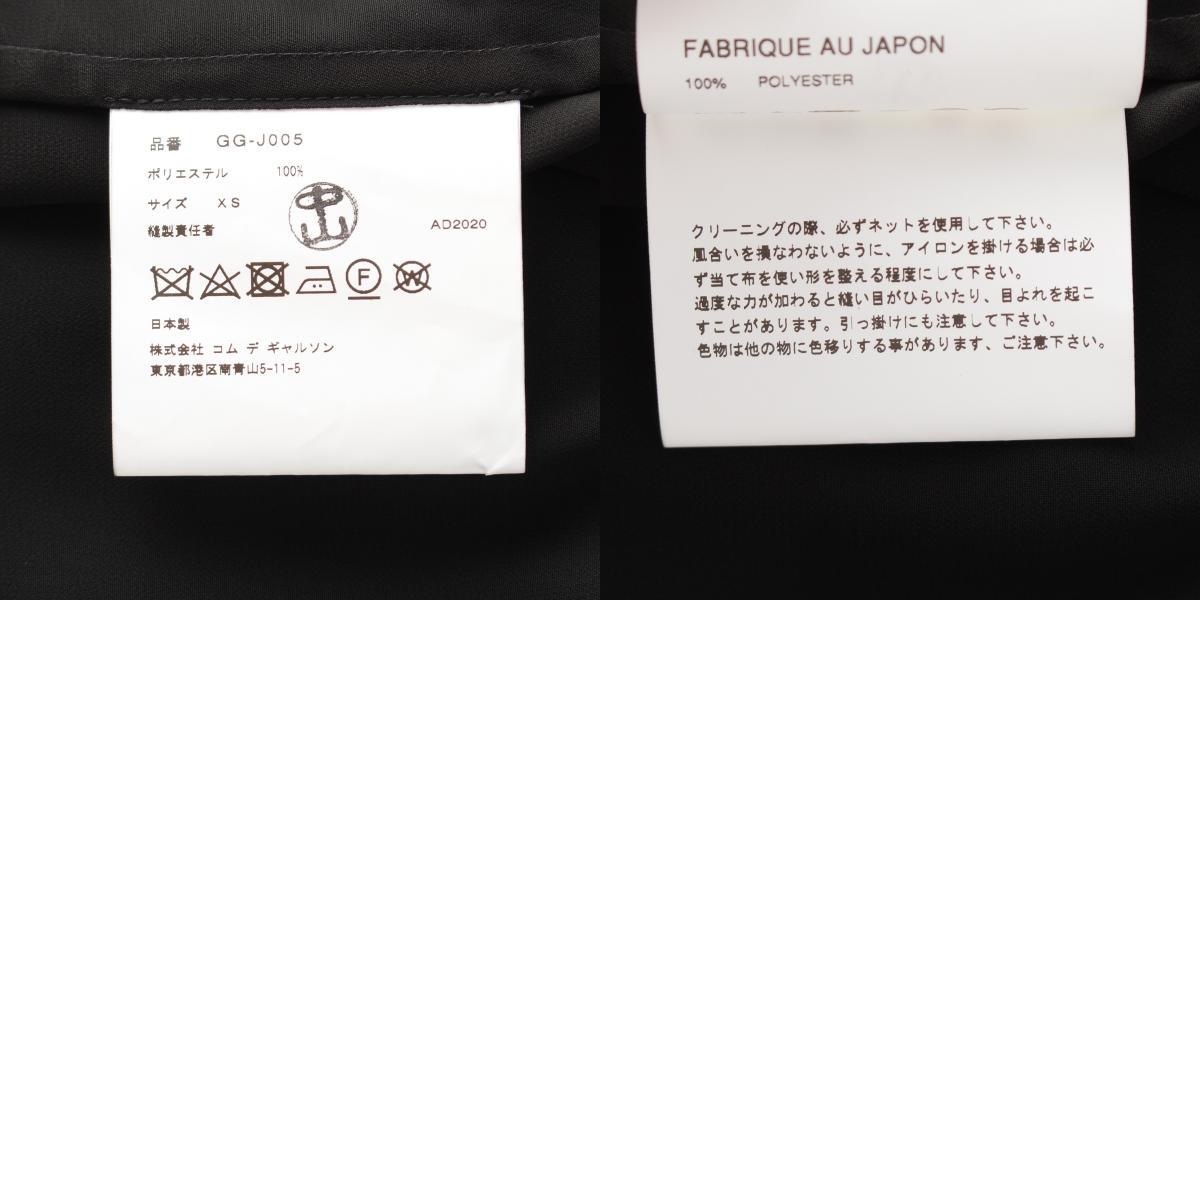 品番 GG-J005
ポリエステル 100%
サイズ XS
縫製責任者 中山
AD2020
F
W
日本製
株式会社 コム デ ギャルソン
東京都港区南青山5-11-5
FABRIQUE AU JAPON
100% POLYESTER
クリーニングの際、必ずネットを使用して下さい。
風合いを損なわないように、アイロンを掛ける場合は必
ず当て布を使い形を整える程度にして下さい。
過度な力が加わると縫い目がひらいたり、目よれを起こ
すことがあります。引っ掛けにも注意して下さい。
色物は他の物に色移りする事があります、ご注意下さい。